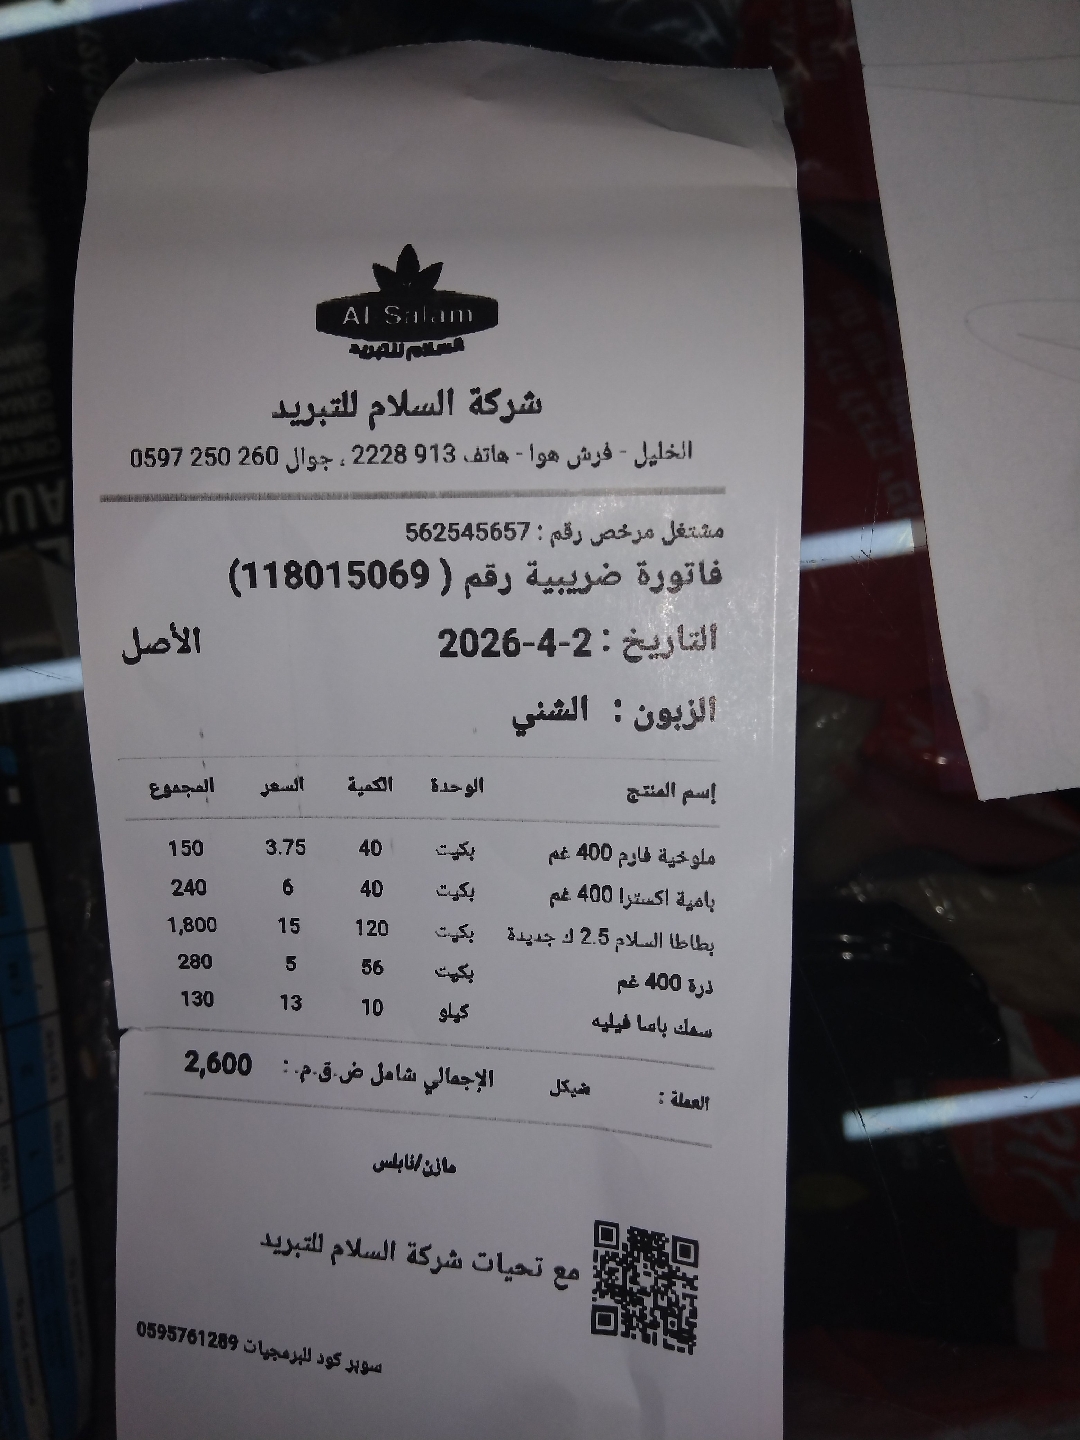 Al Salam
السلام للتبريد
شركة السلام للتبريد
الخليل - فرش هوا - هاتف 913 2228 ، جوال 260 250 0597
مشتغل مرخص رقم : 562545657
فاتورة ضريبية رقم ( 118015069)
التاريخ : 2-4-2026 الأصل
الزبون : الشني
إسم المنتج الوحدة الكمية السعر المجموع
ملوخية فارم 400 غم بكيت 40 3.75 150
بامية اكسترا 400 غم بكيت 40 6 240
بطاطا السلام 2.5 ك جديدة بكيت 120 15 1,800
ذرة 400 غم بكيت 56 5 280
سمك باسا فيليه كيلو 10 13 130
العملة : شيكل الإجمالي شامل ض.ق.م. : 2,600
مازن/نابلس
مع تحيات شركة السلام للتبريد
سوبر كود للبرمجيات 0595761289